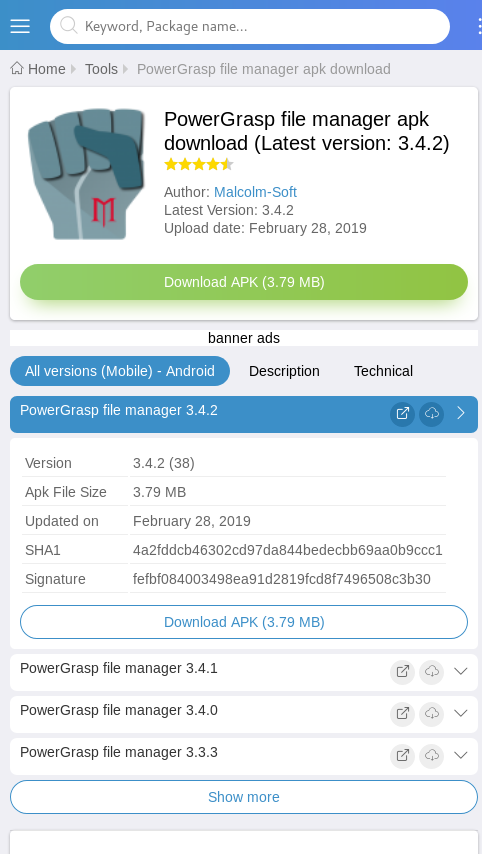 Keyword, Package name...
Home Tools PowerGrasp file manager apk download
PowerGrasp file manager apk
download (Latest version: 3.4.2)
Author: Malcolm-Soft
Latest Version: 3.4.2
Upload date: February 28, 2019
Download APK (3.79 MB)
banner ads
All versions (Mobile) - Android Description Technical
PowerGrasp file manager 3.4.2
Version 3.4.2 (38)
Apk File Size 3.79 MB
Updated on February 28, 2019
SHA1 4a2fddcb46302cd97da844bedecbb69aa0b9ccc1
Signature fefbf084003498ea91d2819fcd8f7496508c3b30
Download APK (3.79 MB)
PowerGrasp file manager 3.4.1
PowerGrasp file manager 3.4.0
PowerGrasp file manager 3.3.3
Show more